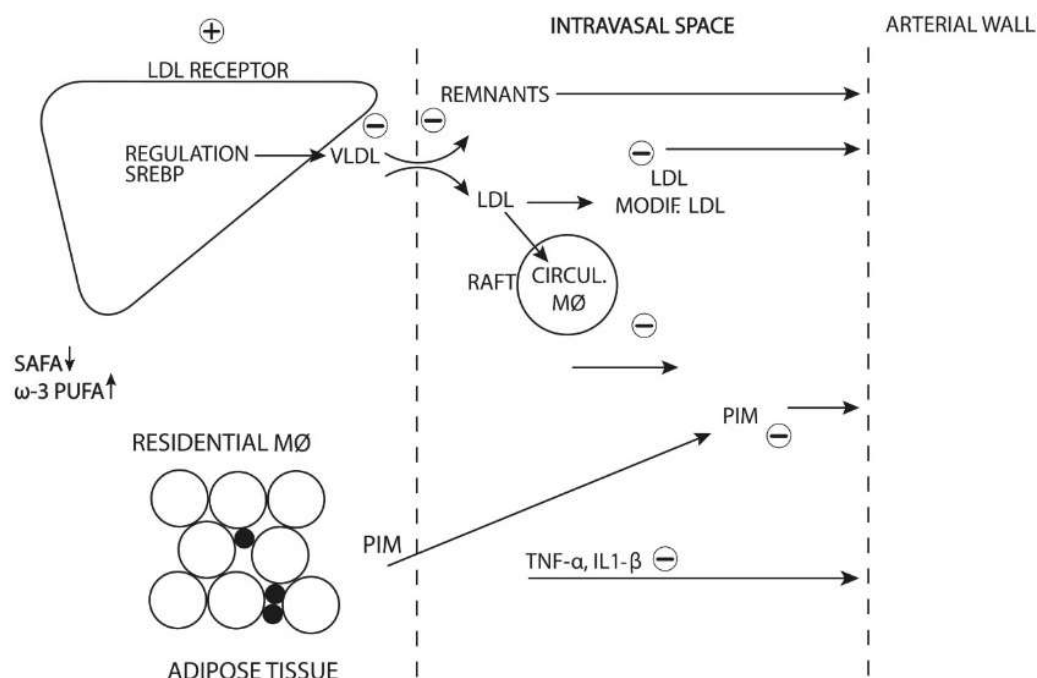 INTRAVASAL SPACE
ARTERIAL WALL
+
LDL RECEPTOR
REMNANTS
−
−
REGULATION
SREBP
VLDL
−
LDL
MODIF. LDL
LDL
RAFT
CIRCUL.
MØ
−
SAFA↓
ω-3 PUFA↑
PIM
−
RESIDENTIAL MØ
PIM
TNF-α, IL1-β −
ADIPOSE TISSUE